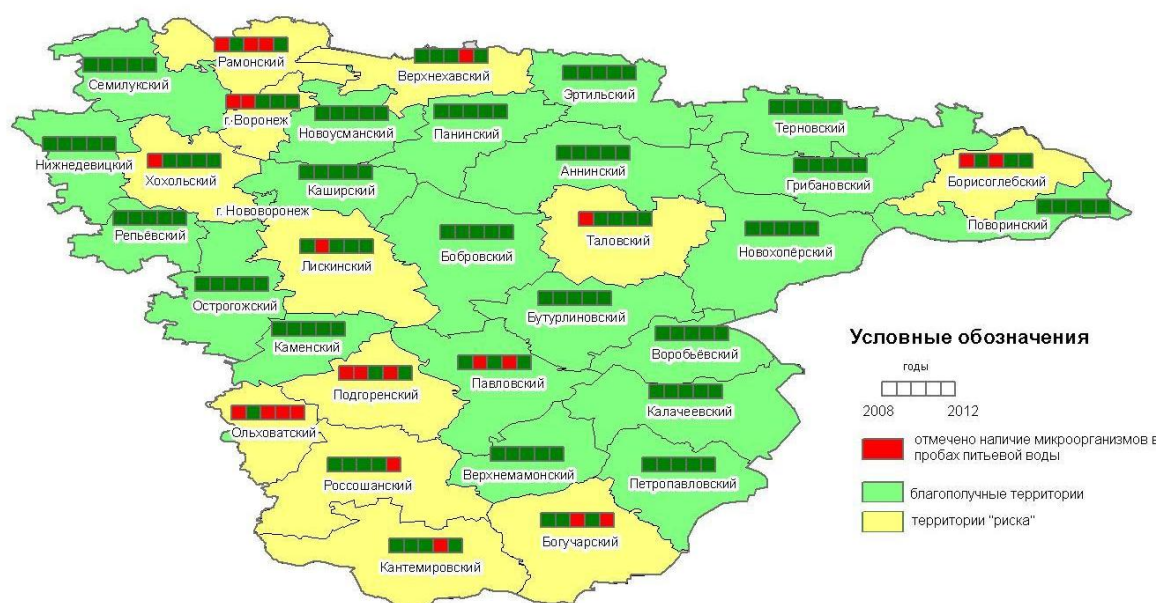 Рамонский
Верхнехавский
Семилукский
Эртильский
г.Воронеж
Новоусманский
Панинский
Терновский
Нижнедевицкий
Хохольский
Каширский
Аннинский
Грибановский
Борисоглебский
г. Нововоронеж
Репьёвский
Поворинский
Лискинский
Бобровский
Таловский
Новохопёрский
Острогожский
Бутурлиновский
Каменский
Воробьёвский
Подгоренский
Павловский
Калачеевский
Ольховатский
Россошанский
Верхнемамонский
Петропавловский
Богучарский
Кантемировский
Условные обозначения
годы
2008 2012
отмечено наличие микроорганизмов в
пробах питьевой воды
благополучные территории
территории "риска"